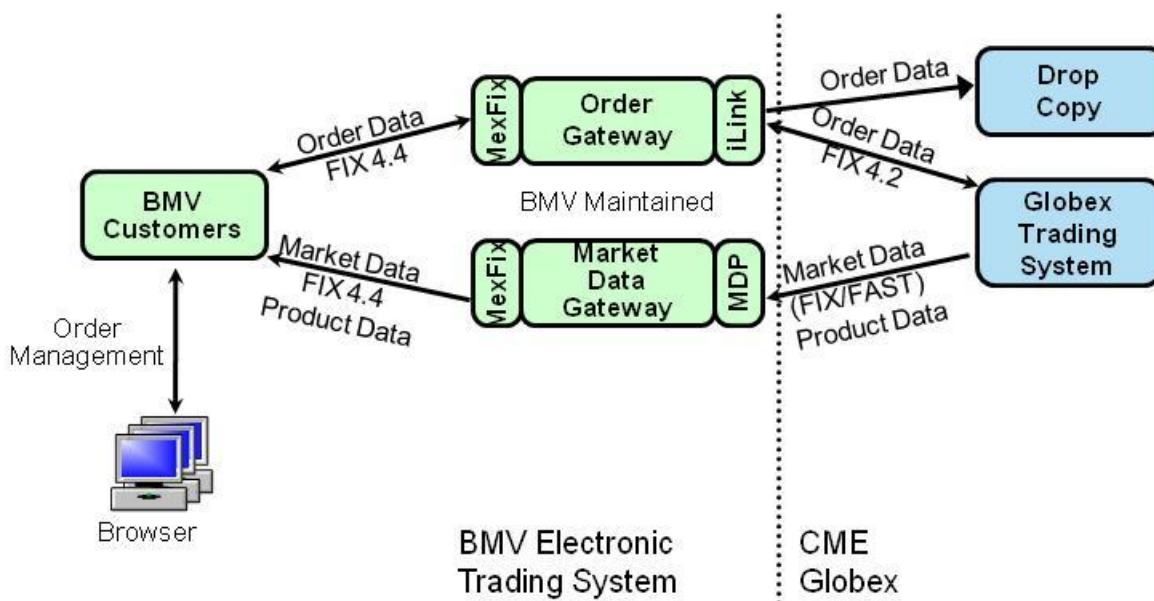 MexFix
Order
Gateway
iLink
Order Data
Drop
Copy
Order Data
FIX 4.4
Order Data
FIX 4.2
BMV
Customers
BMV Maintained
Globex
Trading
System
Market Data
FIX 4.4
Product Data
MexFix
Market
Data
Gateway
MDP
Market Data
(FIX/FAST)
Product Data
Order
Management
Browser
BMV Electronic
Trading System
CME
Globex